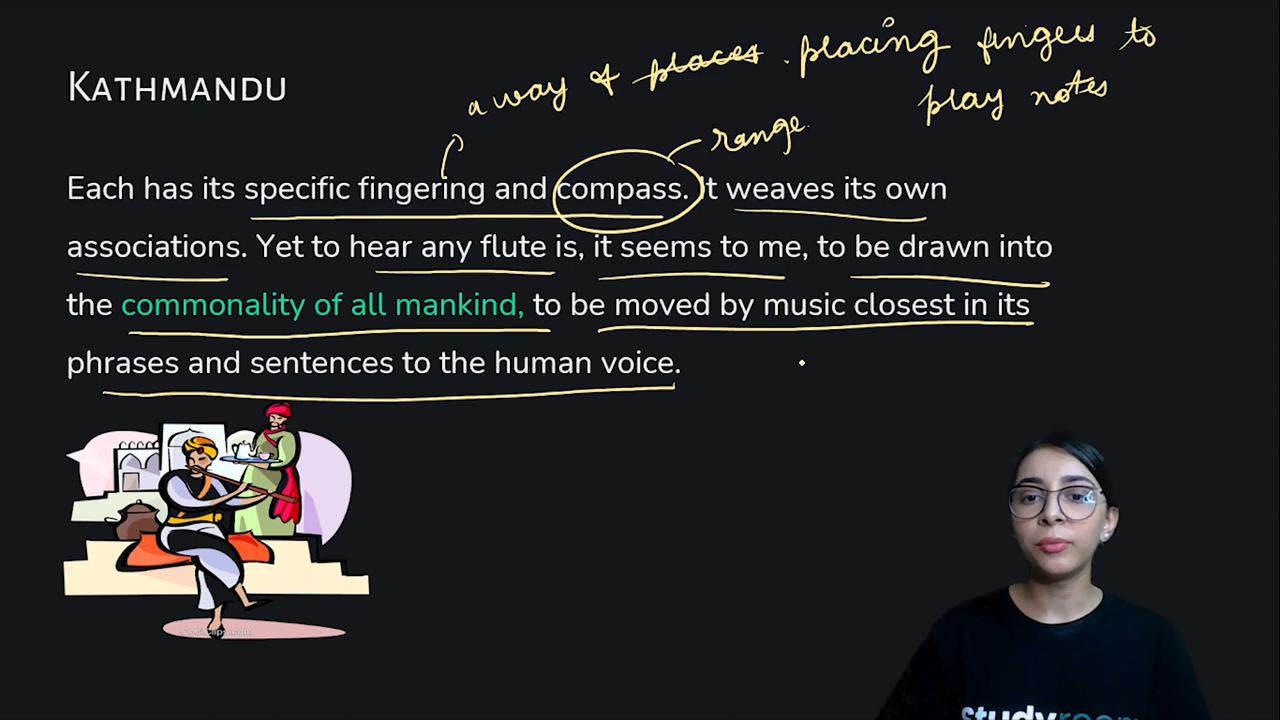 a way of places. placing fingers to
play notes
KATHMANDU
range.
Each has its specific fingering and compass. It weaves its own
associations. Yet to hear any flute is, it seems to me, to be drawn into
the commonality of all mankind, to be moved by music closest in its
phrases and sentences to the human voice.